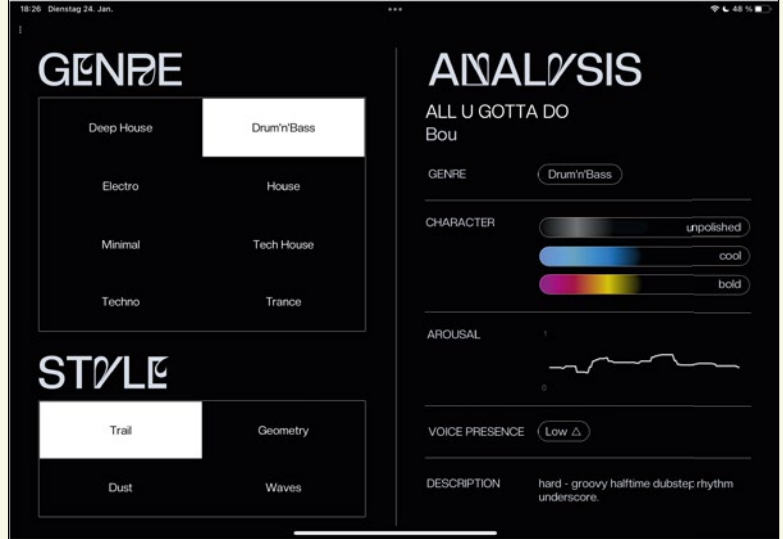 18:26 Dienstag 24. Jan.
48 %
GENRE
Deep House
Drum'n'Bass
Electro
House
Minimal
Tech House
Techno
Trance
STYLE
Trail
Geometry
Dust
Waves
ANALYSIS
ALL U GOTTA DO
Bou
GENRE
Drum'n'Bass
CHARACTER
unpolished
cool
bold
AROUSAL
1
0
VOICE PRESENCE
Low △
DESCRIPTION
hard - groovy halftime dubstep rhythm
underscore.